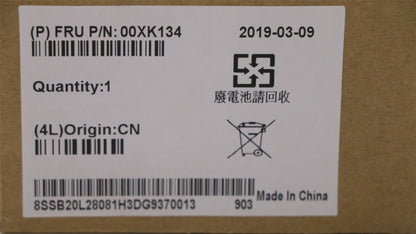 (P) FRU P/N: 00XK134
2019-03-09
Quantity:1
廢電池請回收
(4L)Origin:CN
8SSB20L28081H3DG9370013
903
Made In China